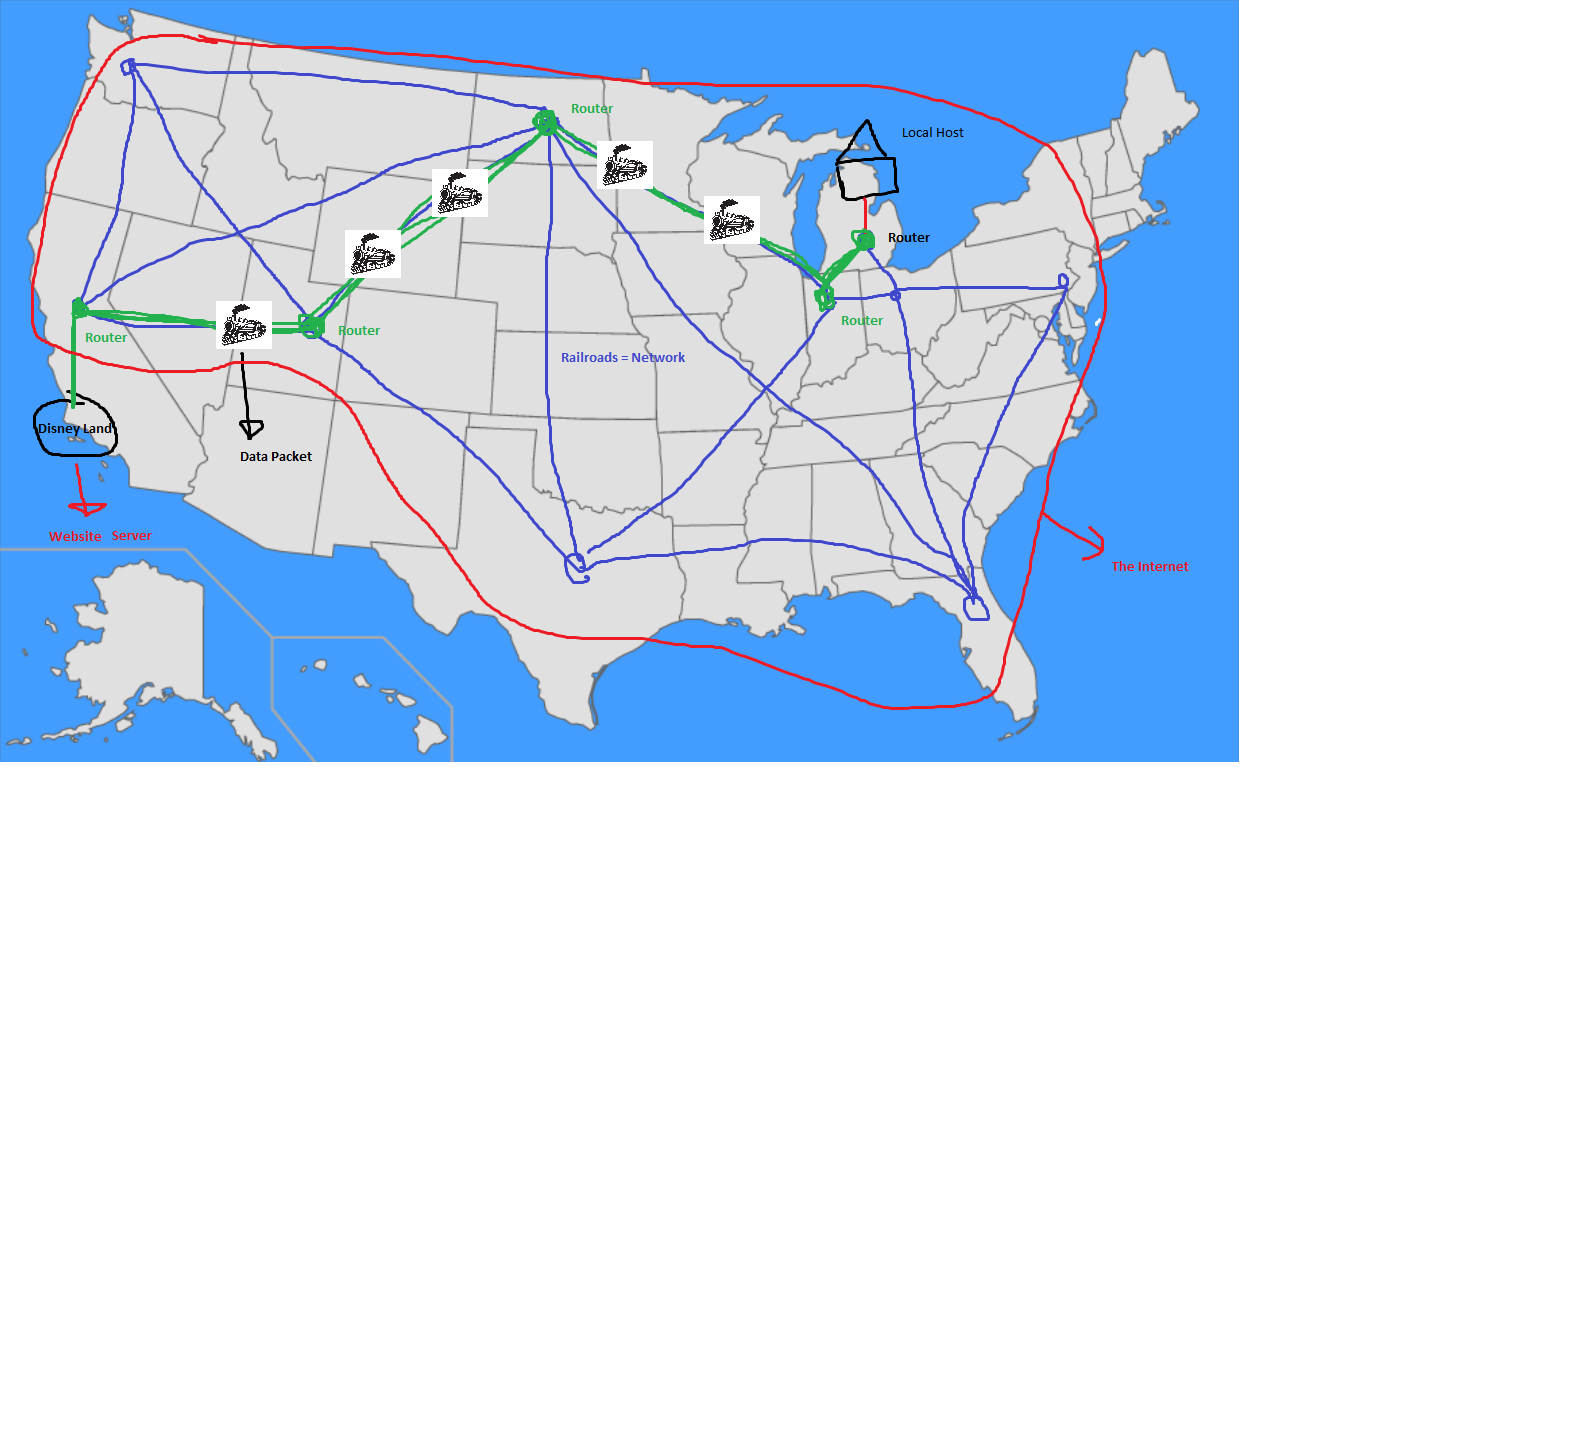 Router
Local Host
Router
Router
Router
Router
Railroads = Network
Disney Land
Data Packet
Website Server
The Internet